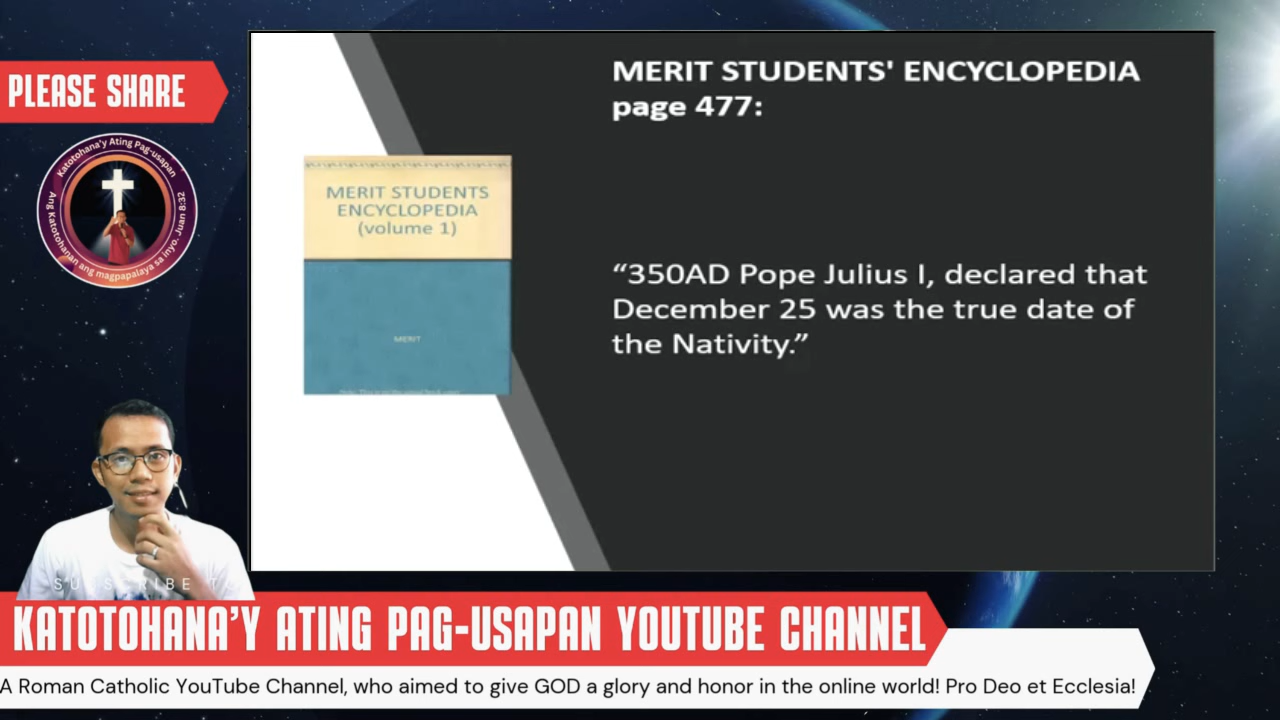 PLEASE SHARE
Katotohana'y Ating Pag-usapan
Ang Katotohanan ang magpapalaya sa inyo. Juan 8:32
MERIT STUDENTS' ENCYCLOPEDIA
page 477:
MERIT STUDENTS
ENCYCLOPEDIA
(volume 1)
MERIT
“350AD Pope Julius I, declared that
December 25 was the true date of
the Nativity.”
SUBSCRIBE
KATOTOHANA'Y ATING PAG-USAPAN YOUTUBE CHANNEL
A Roman Catholic YouTube Channel, who aimed to give GOD a glory and honor in the online world! Pro Deo et Ecclesia!